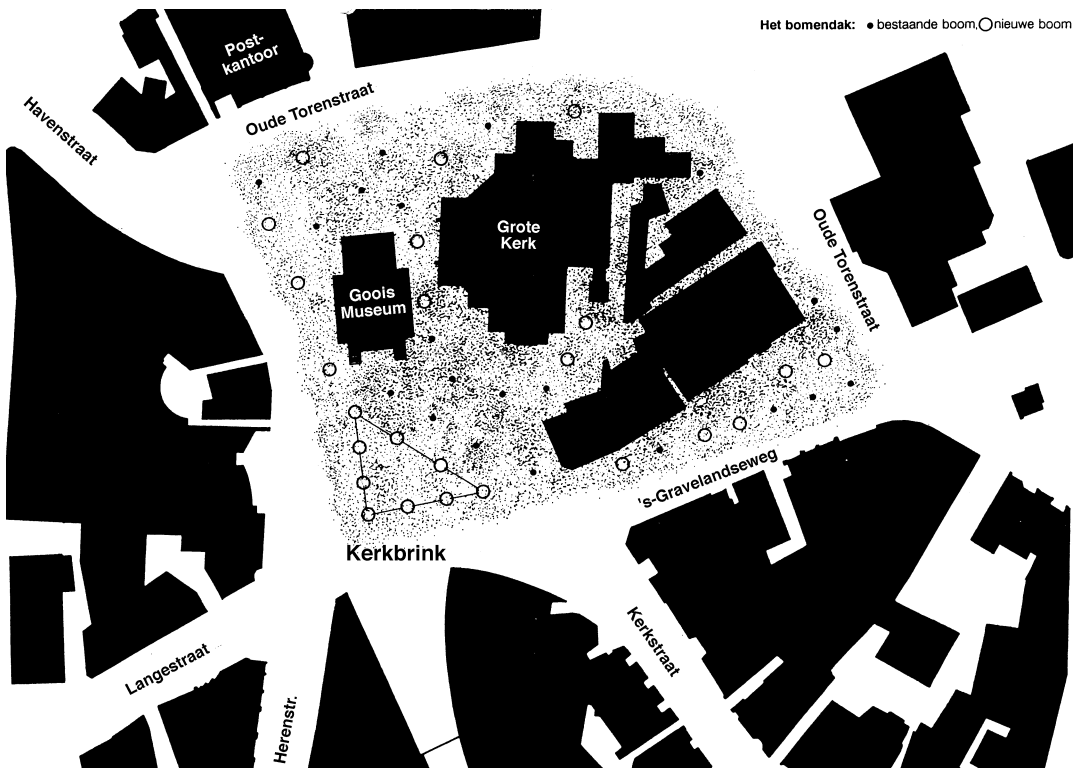 Het bomendak: ● bestaande boom, ○ nieuwe boom
Post-
kantoor
Oude Torenstraat
Havenstraat
Grote
Kerk
Oude Torenstraat
Goois
Museum
's-Gravelandseweg
Kerkbrink
Kerkstraat
Langestraat
Herenstr.